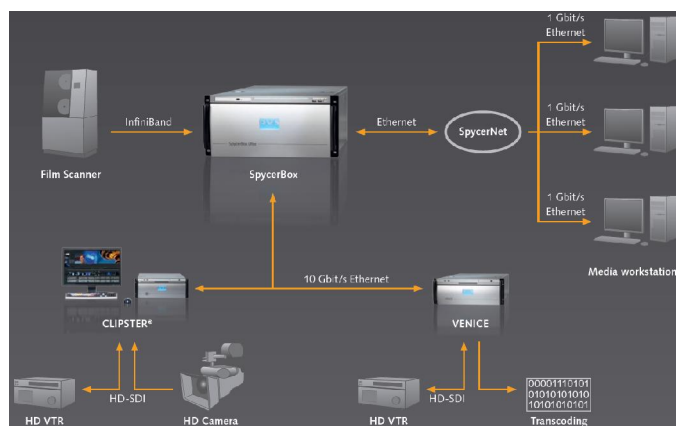 1 Gbit/s
Ethernet
InfiniBand
Ethernet
SpycerNet
1 Gbit/s
Ethernet
Film Scanner
SpycerBox
1 Gbit/s
Ethernet
Media workstation
10 Gbit/s Ethernet
CLIPSTER®
VENICE
HD-SDI
HD-SDI
00001110101
01010101010
10101010101
HD VTR
HD Camera
HD VTR
Transcoding